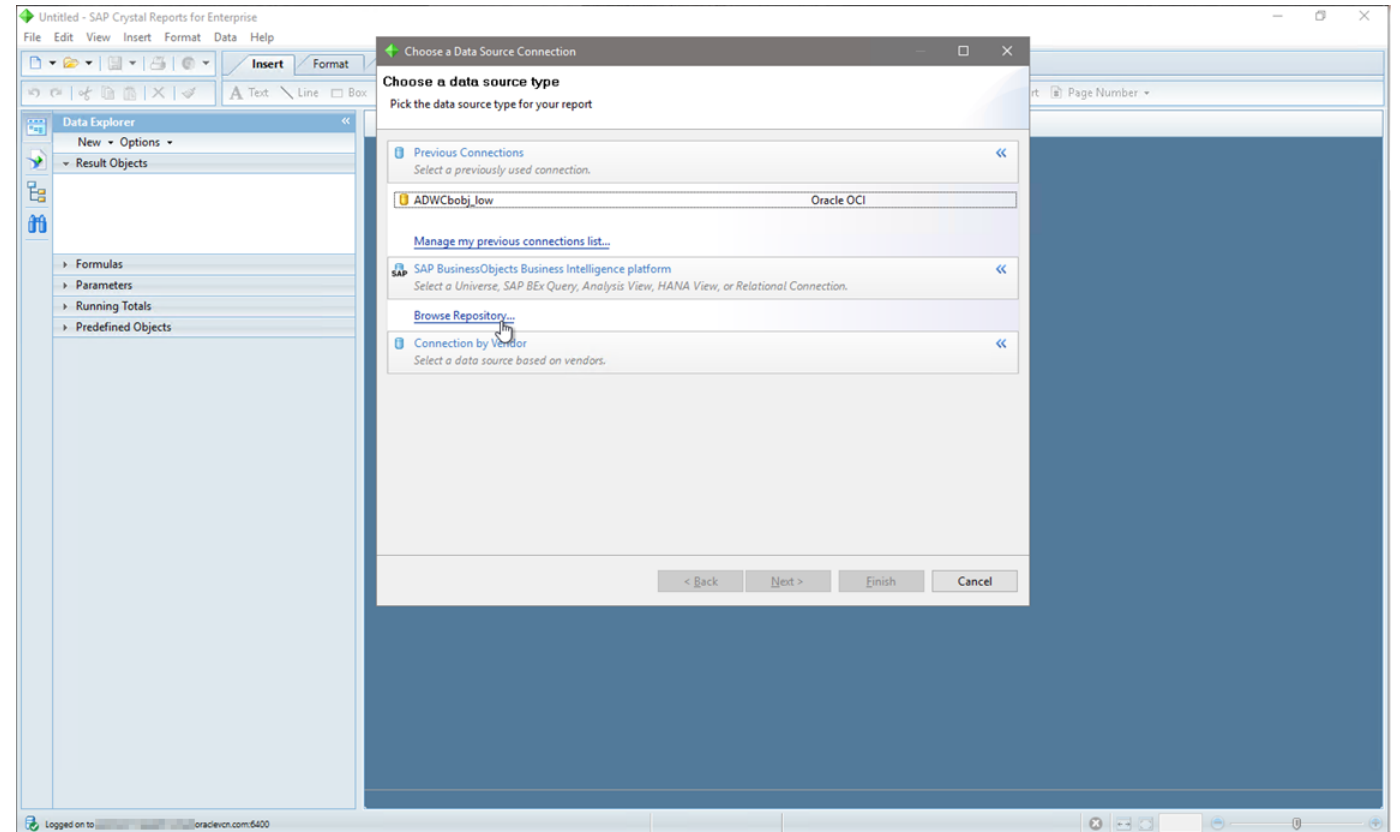 Untitled - SAP Crystal Reports for Enterprise
File Edit View Insert Format Data Help
Insert Format
A Text Line Box
rt Page Number
Data Explorer
New Options
Result Objects
Formulas
Parameters
Running Totals
Predefined Objects
Choose a Data Source Connection
Choose a data source type
Pick the data source type for your report
Previous Connections
Select a previously used connection.
ADWCbobj_low Oracle OCI
Manage my previous connections list...
SAP SAP BusinessObjects Business Intelligence platform
Select a Universe, SAP BEx Query, Analysis View, HANA View, or Relational Connection.
Browse Repository...
Connection by Vendor
Select a data source based on vendors.
< Back Next > Finish Cancel
Logged on to oraclevcn.com:6400